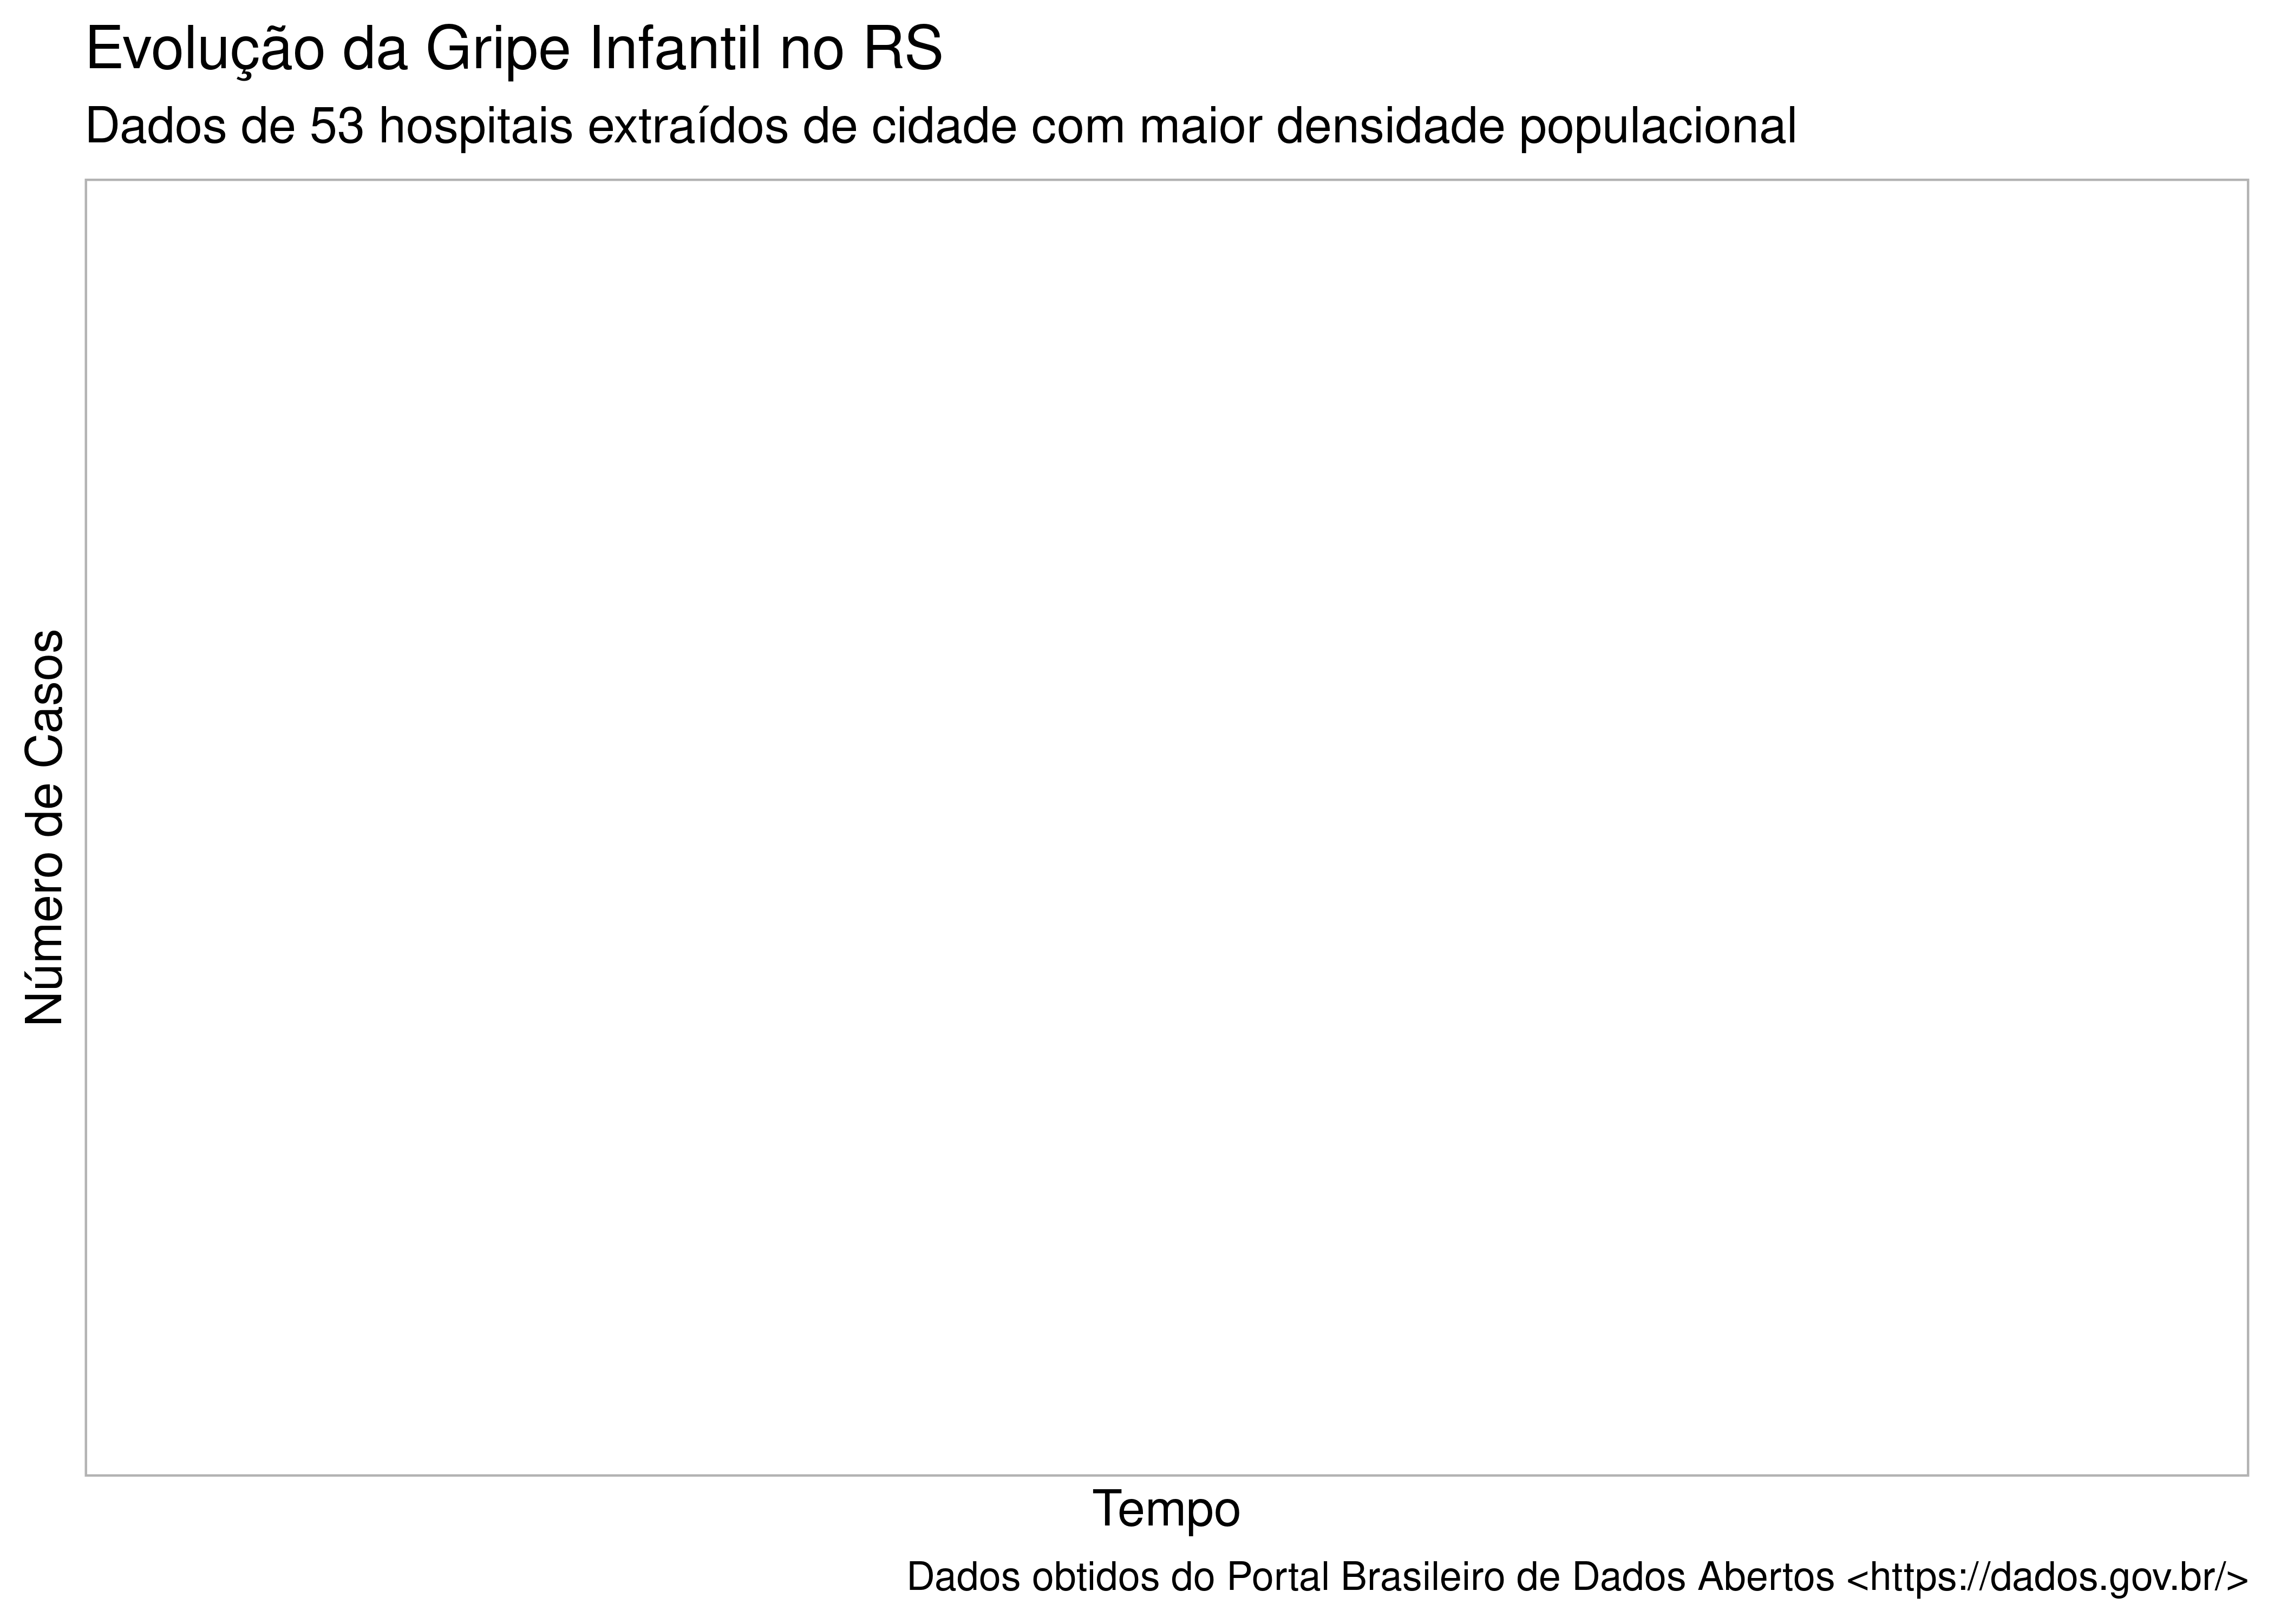 Evolução da Gripe Infantil no RS
Dados de 53 hospitais extraídos de cidade com maior densidade populacional
Número de Casos
Tempo
Dados obtidos do Portal Brasileiro de Dados Abertos <https://dados.gov.br/>